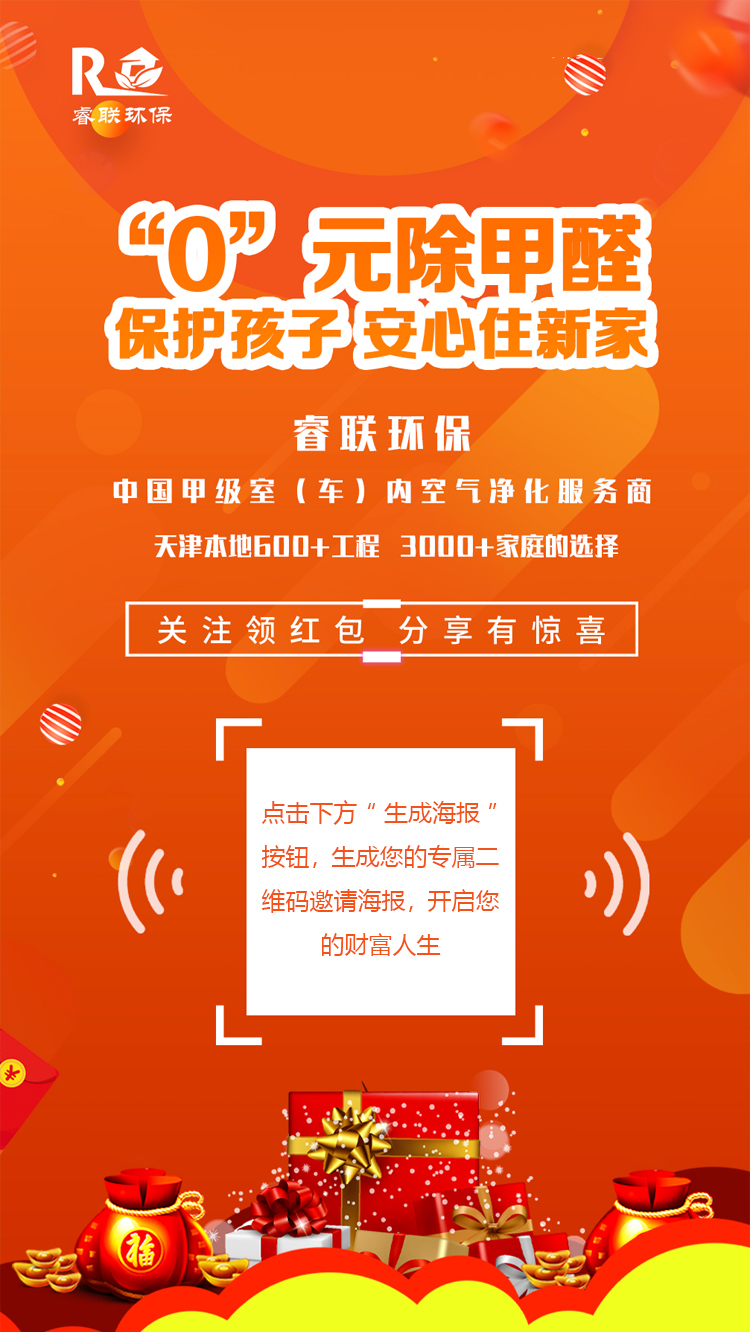 R
睿联环保
“0”元除甲醛
保护孩子 安心住新家
睿联环保
中国甲级室（车）内空气净化服务商
天津本地600+工程 3000+家庭的选择
关注领红包 分享有惊喜
点击下方“生成海报”
按钮，生成您的专属二
维码邀请海报，开启您
的财富人生
福